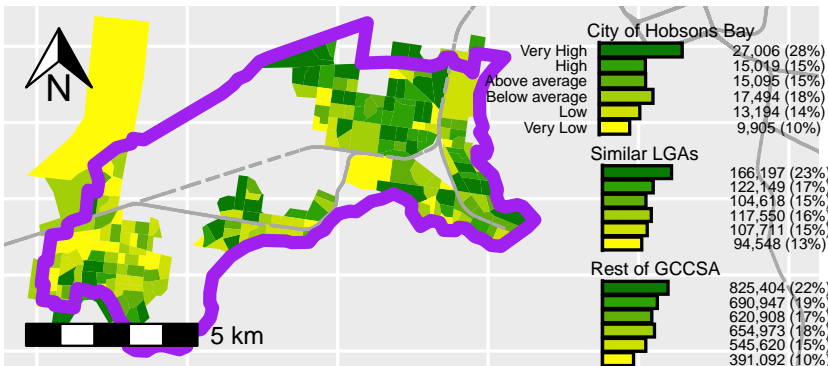 City of Hobsons Bay
Very High 27,006 (28%)
High 15,019 (15%)
Above average 15,095 (15%)
Below average 17,494 (18%)
Low 13,194 (14%)
Very Low 9,905 (10%)
Similar LGAs
166,197 (23%)
122,149 (17%)
104,618 (15%)
117,550 (16%)
107,711 (15%)
94,548 (13%)
Rest of GCCSA
825,404 (22%)
690,947 (19%)
620,908 (17%)
654,973 (18%)
545,620 (15%)
391,092 (10%)
N
5 km